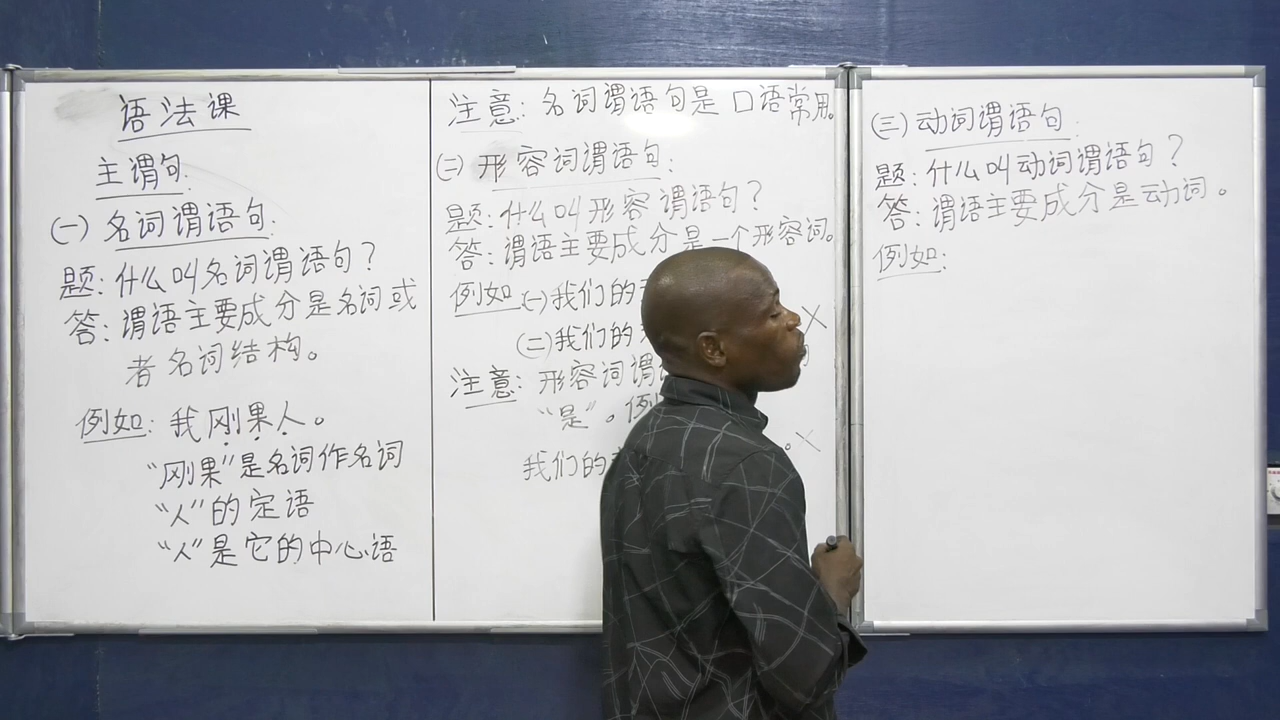 语法课
主谓句:
(一) 名词谓语句:
题: 什么叫名词谓语句?
答: 谓语主要成分是名词或
者名词结构。
例如: 我刚果人。
"刚果"是名词作名词
"人"的定语
"人"是它的中心语
注意: 名词谓语句是口语常用。
(二) 形容词谓语句:
题: 什么叫形容谓语句?
答: 谓语主要成分是一个形容词。
例如 (一) 我们的
X
(二) 我们的
注意: 形容词谓
"是"。例
。X
我们的
(三) 动词谓语句:
题: 什么叫动词谓语句?
答: 谓语主要成分是动词。
例如: